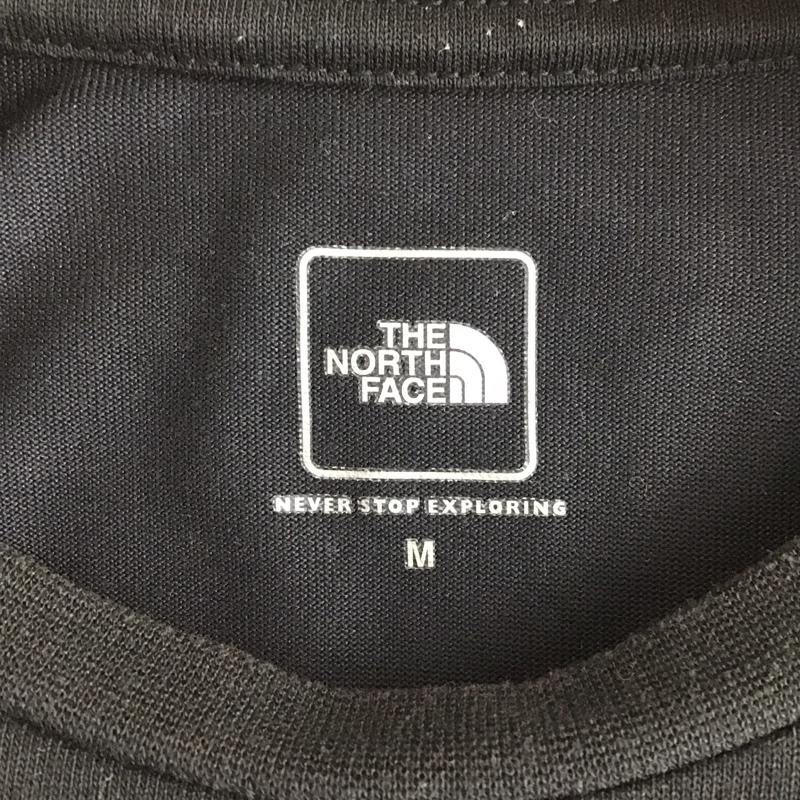 THE
NORTH
FACE
NEVER STOP EXPLORING
M